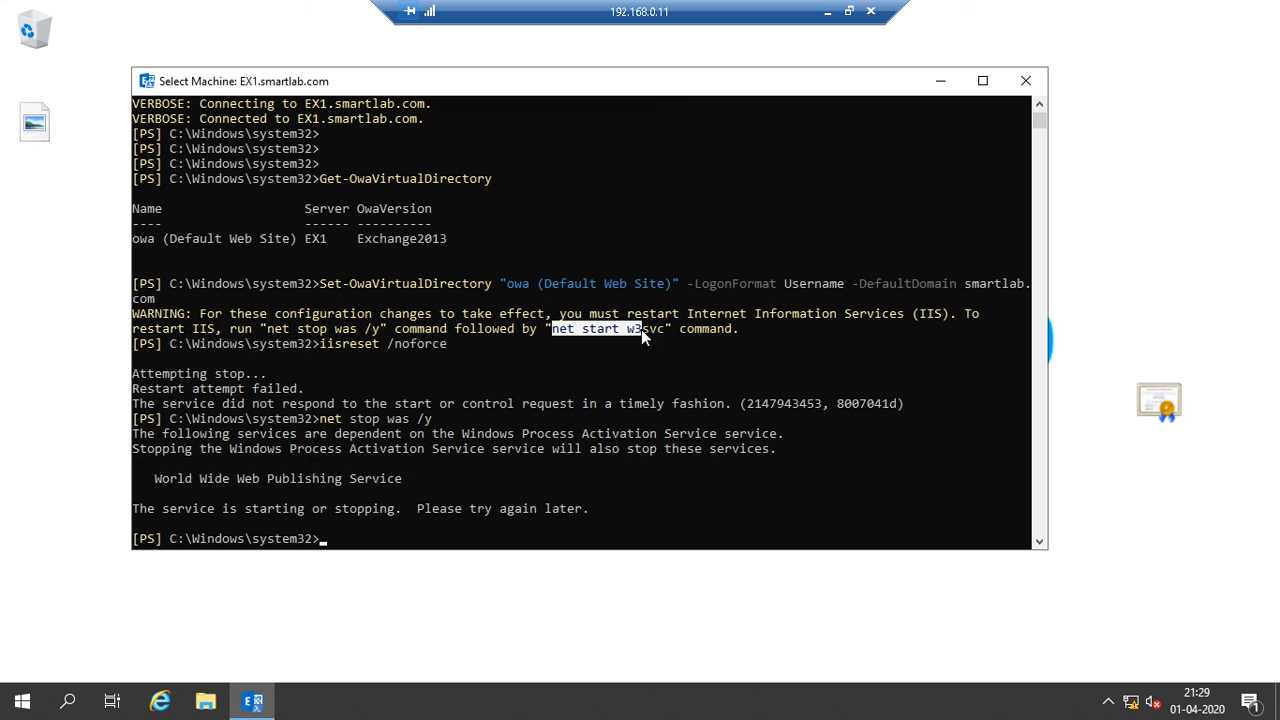 192.168.0.11
Select Machine: EX1.smartlab.com
VERBOSE: Connecting to EX1.smartlab.com.
VERBOSE: Connected to EX1.smartlab.com.
[PS] C:\Windows\system32>
[PS] C:\Windows\system32>
[PS] C:\Windows\system32>
[PS] C:\Windows\system32>Get-OwaVirtualDirectory
Name                   Server OwaVersion
----                   ------ ----------
owa (Default Web Site) EX1    Exchange2013
[PS] C:\Windows\system32>Set-OwaVirtualDirectory "owa (Default Web Site)" -LogonFormat Username -DefaultDomain smartlab.
com
WARNING: For these configuration changes to take effect, you must restart Internet Information Services (IIS). To
restart IIS, run "net stop was /y" command followed by "net start w3svc" command.
[PS] C:\Windows\system32>iisreset /noforce
Attempting stop...
Restart attempt failed.
The service did not respond to the start or control request in a timely fashion. (2147943453, 8007041d)
[PS] C:\Windows\system32>net stop was /y
The following services are dependent on the Windows Process Activation Service service.
Stopping the Windows Process Activation Service service will also stop these services.
World Wide Web Publishing Service
The service is starting or stopping.  Please try again later.
[PS] C:\Windows\system32>
21:29
01-04-2020